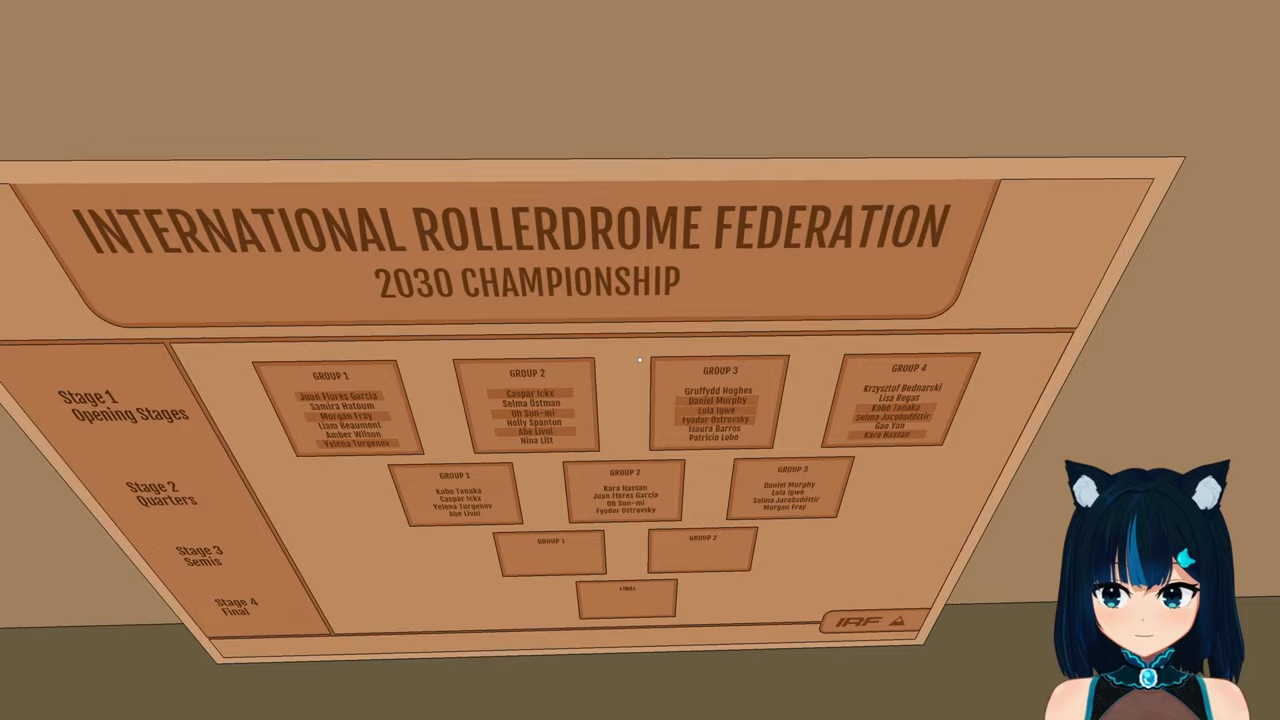 INTERNATIONAL ROLLERDROME FEDERATION
2030 CHAMPIONSHIP
Stage 1
Opening Stages
GROUP 1
Juan Flores Garcia
Samira Hatoum
Morgan Fray
Liam Beaumont
Amber Wilson
Yelena Turgenev
GROUP 2
Caspar Ickx
Selma Östman
Oh Sun-mi
Holly Spanton
Abe Livni
Nina Litt
GROUP 3
Gruffydd Hughes
Daniel Murphy
Lola Igwe
Fyodor Ostrovsky
Isaura Barros
Patricio Lobo
GROUP 4
Krzysztof Bednarski
Lisa Regas
Kobo Tanaka
Selma Jacobsdóttir
Gao Yan
Kara Hassan
Stage 2
Quarters
GROUP 1
Kobo Tanaka
Caspar Ickx
Yelena Turgenev
Abe Livni
GROUP 2
Kara Hassan
Juan Flores Garcia
Oh Sun-mi
Fyodor Ostrovsky
GROUP 3
Daniel Murphy
Lola Igwe
Selma Jacobsdóttir
Morgan Fray
Stage 3
Semis
GROUP 1
GROUP 2
Stage 4
Final
FINAL
IRF